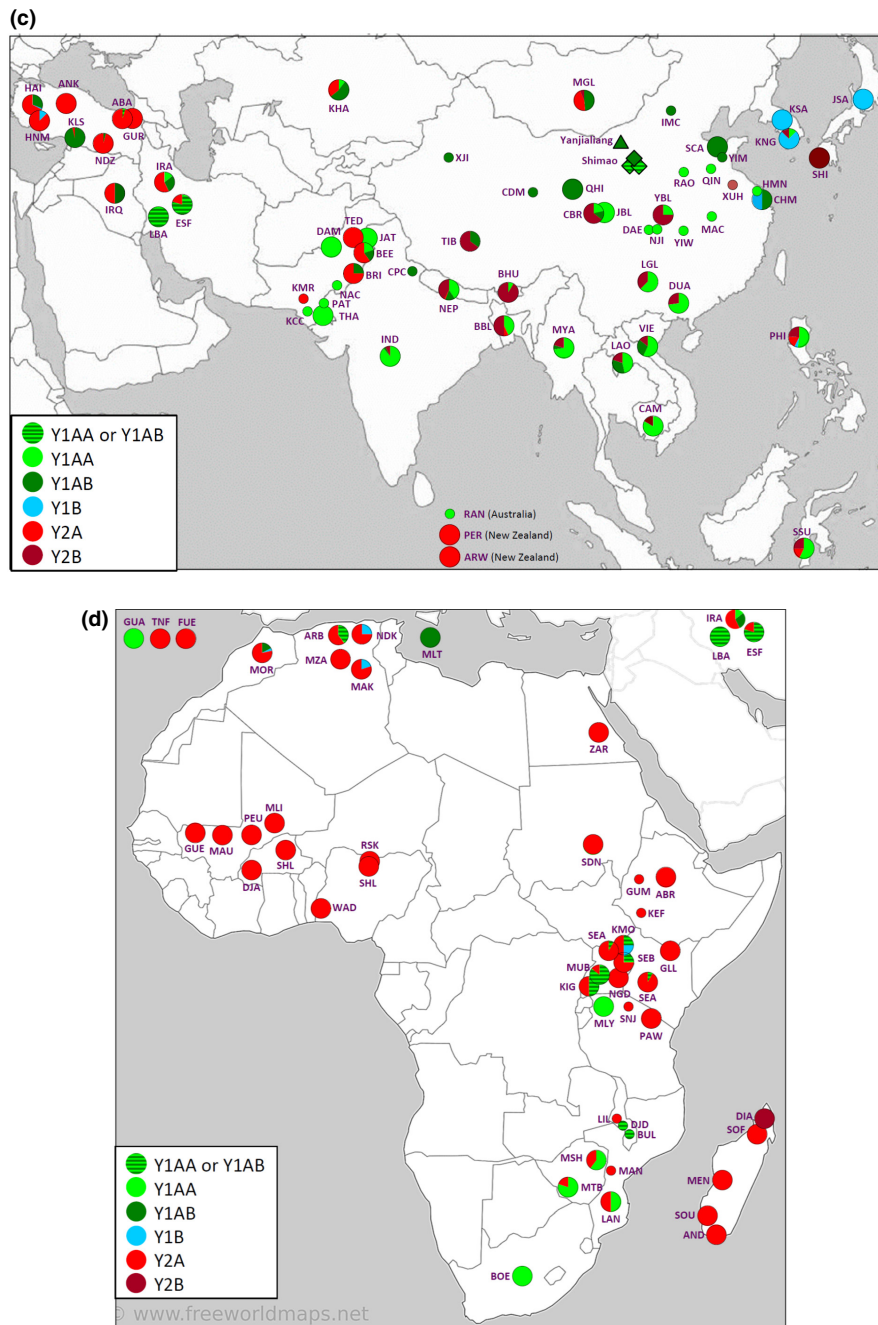 (c)
HAI
ANK
ABA
KLS
HNM
GUR
NDZ
IRA
IRQ
ESF
LBA
KHA
MGL
IMC
Yanjialiang
Shimao
XJI
CDM
QHI
CBR
JBL
TIB
SCA
YIM
RAO
QIN
XUH
HMN
CHM
YBL
DAE
NJI
YIW
MAC
KSA
JSA
KNG
SHI
TED
DAM
JAT
BEE
BRI
CPC
KMR
NAC
PAT
KCC
THA
NEP
BHU
BBL
IND
MYA
LGL
DUA
VIE
LAO
CAM
PHI
SSU
Y1AA or Y1AB
Y1AA
Y1AB
Y1B
Y2A
Y2B
RAN (Australia)
PER (New Zealand)
ARW (New Zealand)
(d)
GUA TNF FUE
ARB
NDK
MZA
MAK
MOR
MLT
IRA
LBA
ESF
ZAR
MLI
PEU
GUE
MAU
SHL
DJA
RSK
SHL
WAD
SDN
GUM
ABR
KEF
KMO
SEA
SEB
GLL
MUB
KIG
NGD
SEA
MLY
SNJ
PAW
LIL
DJD
BUL
MSH
MAN
MTB
LAN
BOE
DIA
SOF
MEN
SOU
AND
Y1AA or Y1AB
Y1AA
Y1AB
Y1B
Y2A
Y2B
© www.freeworldmaps.net